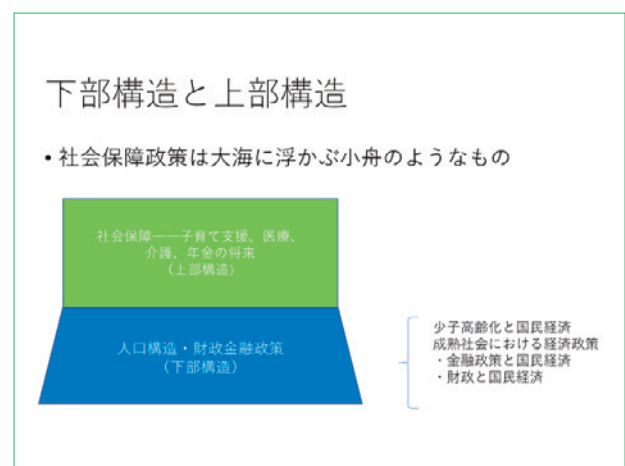 下部構造と上部構造
• 社会保障政策は大海に浮かぶ小舟のようなもの
社会保障――子育て支援、医療、
介護、年金の将来
(上部構造)
人口構造・財政金融政策
(下部構造)
少子高齢化と国民経済
成熟社会における経済政策
・金融政策と国民経済
・財政と国民経済